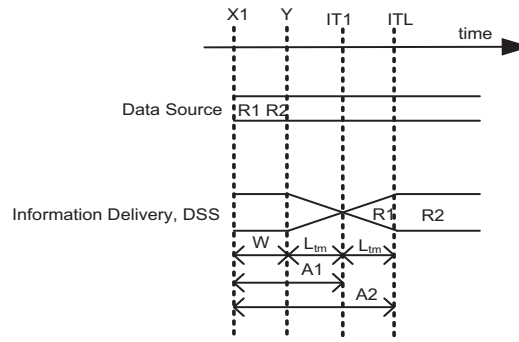 X1 Y IT1 ITL
time
Data Source R1 R2
Information Delivery, DSS R1 R2
W Ltm Ltm
A1
A2